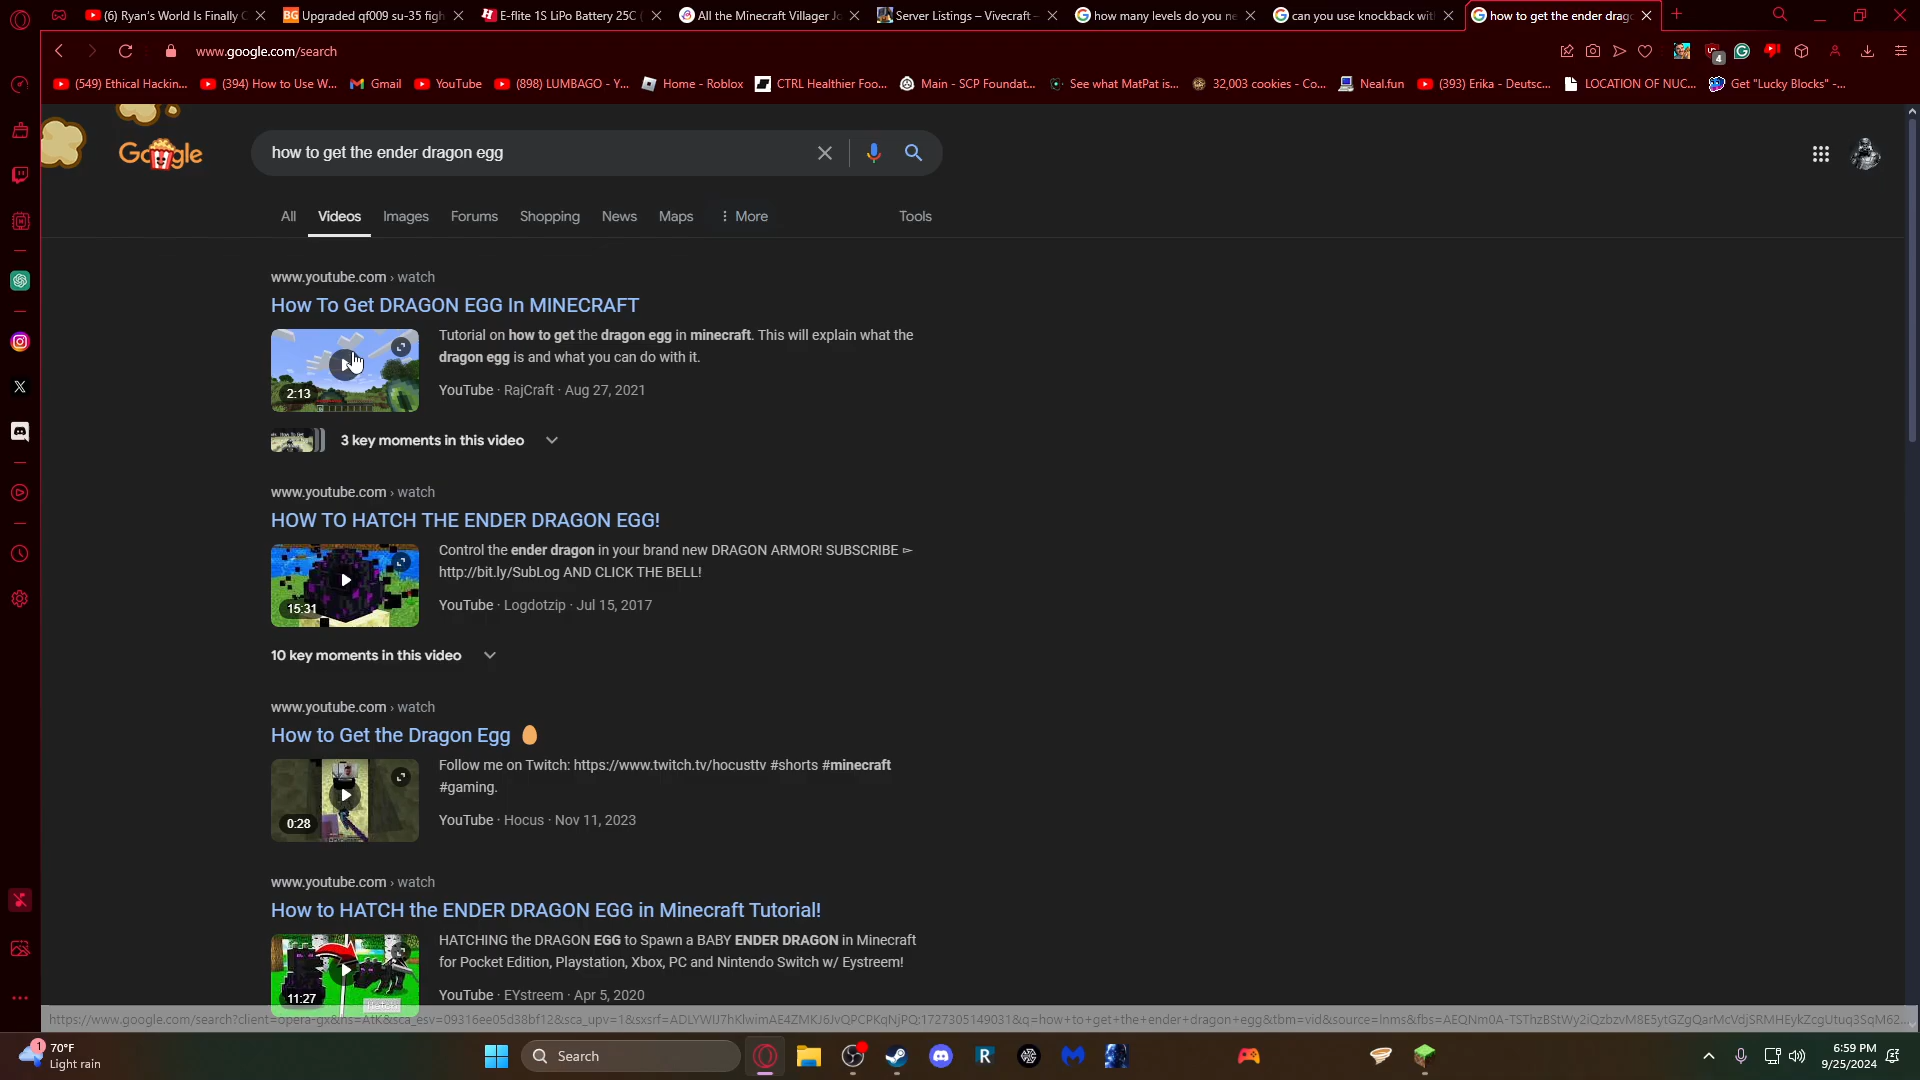 (6) Ryan's World Is Finally C
Upgraded qf009 su-35 figh
E-flite 1S LiPo Battery 25C (
All the Minecraft Villager Jo
Server Listings – Vivecraft –
how many levels do you ne
can you use knockback wit
how to get the ender drag
www.google.com/search
4
(549) Ethical Hackin...
(394) How to Use W...
Gmail
YouTube
(898) LUMBAGO - Y...
Home - Roblox
CTRL Healthier Foo...
Main - SCP Foundat...
See what MatPat is...
32,003 cookies - Co...
Neal.fun
(393) Erika - Deutsc...
LOCATION OF NUC...
Get "Lucky Blocks" -...
Google
how to get the ender dragon egg
All
Videos
Images
Forums
Shopping
News
Maps
More
Tools
www.youtube.com › watch
How To Get DRAGON EGG In MINECRAFT
Tutorial on how to get the dragon egg in minecraft. This will explain what the
dragon egg is and what you can do with it.
2:13
YouTube · RajCraft · Aug 27, 2021
3 key moments in this video
www.youtube.com › watch
HOW TO HATCH THE ENDER DRAGON EGG!
Control the ender dragon in your brand new DRAGON ARMOR! SUBSCRIBE ▻
http://bit.ly/SubLog AND CLICK THE BELL!
15:31
YouTube · Logdotzip · Jul 15, 2017
10 key moments in this video
www.youtube.com › watch
How to Get the Dragon Egg 🥚
Follow me on Twitch: https://www.twitch.tv/hocusttv #shorts #minecraft
#gaming.
0:28
YouTube · Hocus · Nov 11, 2023
www.youtube.com › watch
How to HATCH the ENDER DRAGON EGG in Minecraft Tutorial!
HATCHING the DRAGON EGG to Spawn a BABY ENDER DRAGON in Minecraft
for Pocket Edition, Playstation, Xbox, PC and Nintendo Switch w/ Eystreem!
11:27
YouTube · EYstreem · Apr 5, 2020
1
70°F
Light rain
Search
6:59 PM
9/25/2024